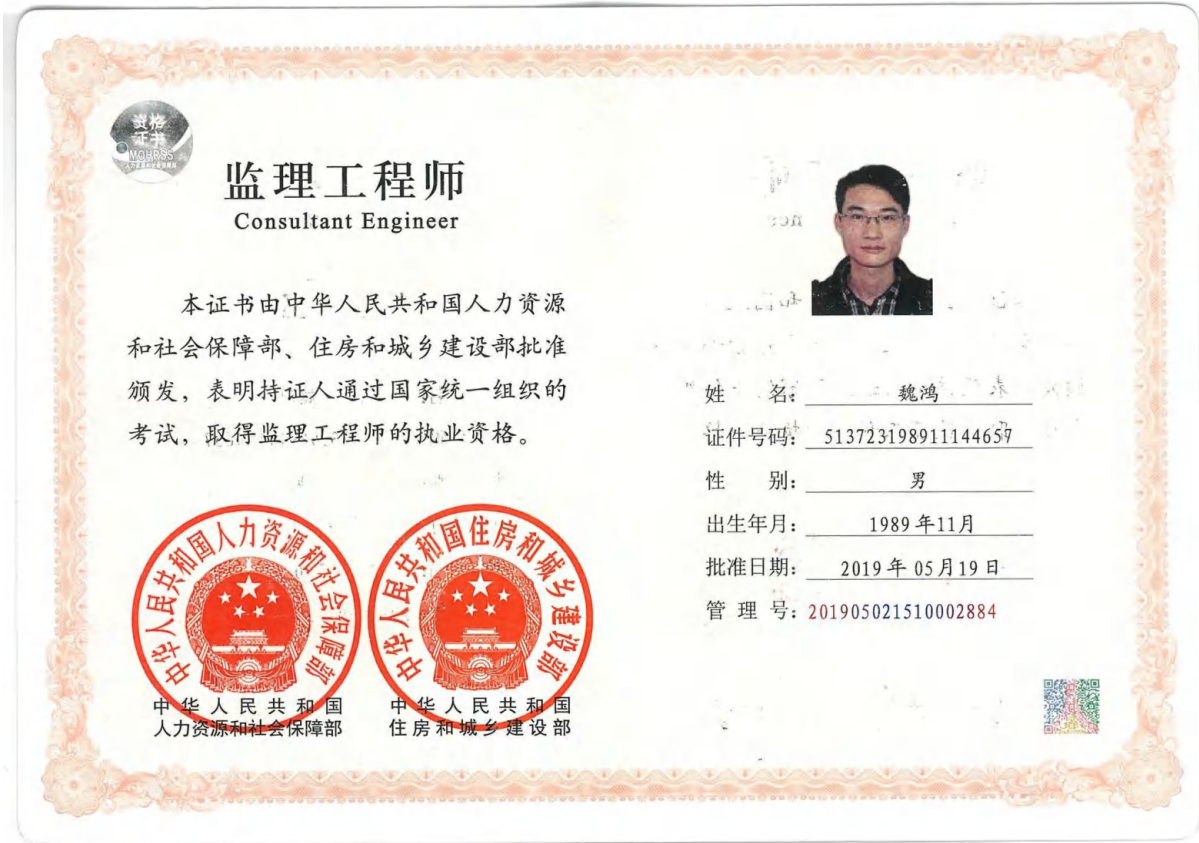 资格
证书
MOHRSS
监理工程师
Consultant Engineer
本证书由中华人民共和国人力资源
和社会保障部、住房和城乡建设部批准
颁发，表明持证人通过国家统一组织的
考试，取得监理工程师的执业资格。
中华人民共和国人力资源和社会保障部
中华人民共和国住房和城乡建设部
中华人民共和国
人力资源和社会保障部
中华人民共和国
住房和城乡建设部
姓 名：魏鸿
证件号码：513723198911144657
性 别：男
出生年月：1989年11月
批准日期：2019年05月19日
管 理 号：201905021510002884